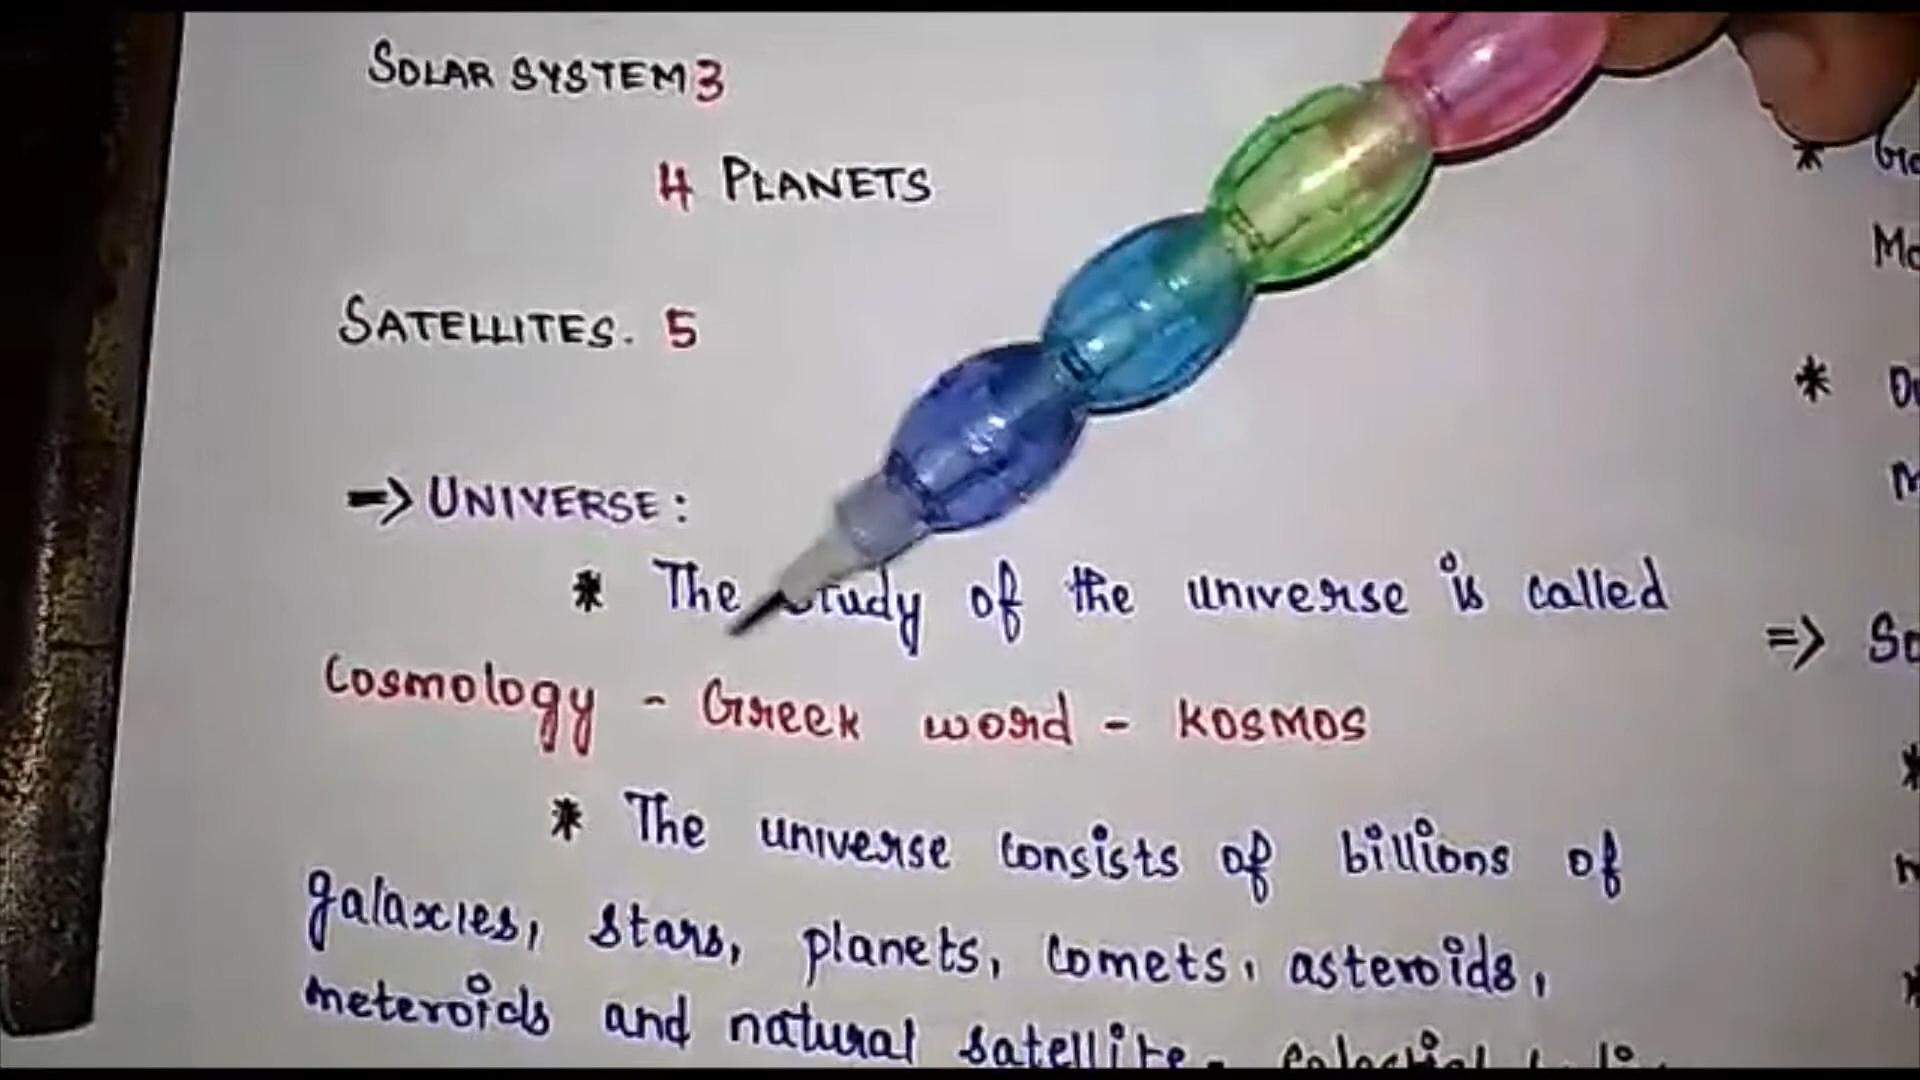 SOLAR SYSTEM 3
4 PLANETS
SATELLITES. 5
=> UNIVERSE:
* The study of the universe is called
Cosmology - Greek word - KOSMOS
* The universe consists of billions of
galaxies, stars, planets, comets, asteroids,
meteroids and natural satellite -
*
*
=>
*
*